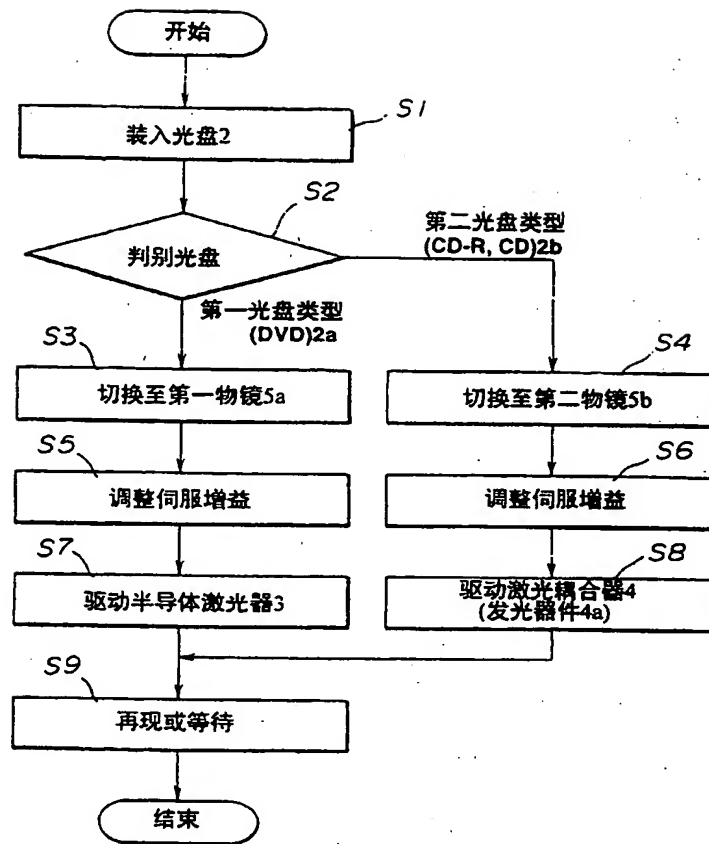 开始
S1
装入光盘2
S2
判别光盘
第二光盘类型
(CD-R, CD)2b
第一光盘类型
(DVD)2a
S3
切换至第一物镜5a
S4
切换至第二物镜5b
S5
调整伺服增益
S6
调整伺服增益
S7
驱动半导体激光器3
S8
驱动激光耦合器4
(发光器件4a)
S9
再现或等待
结束